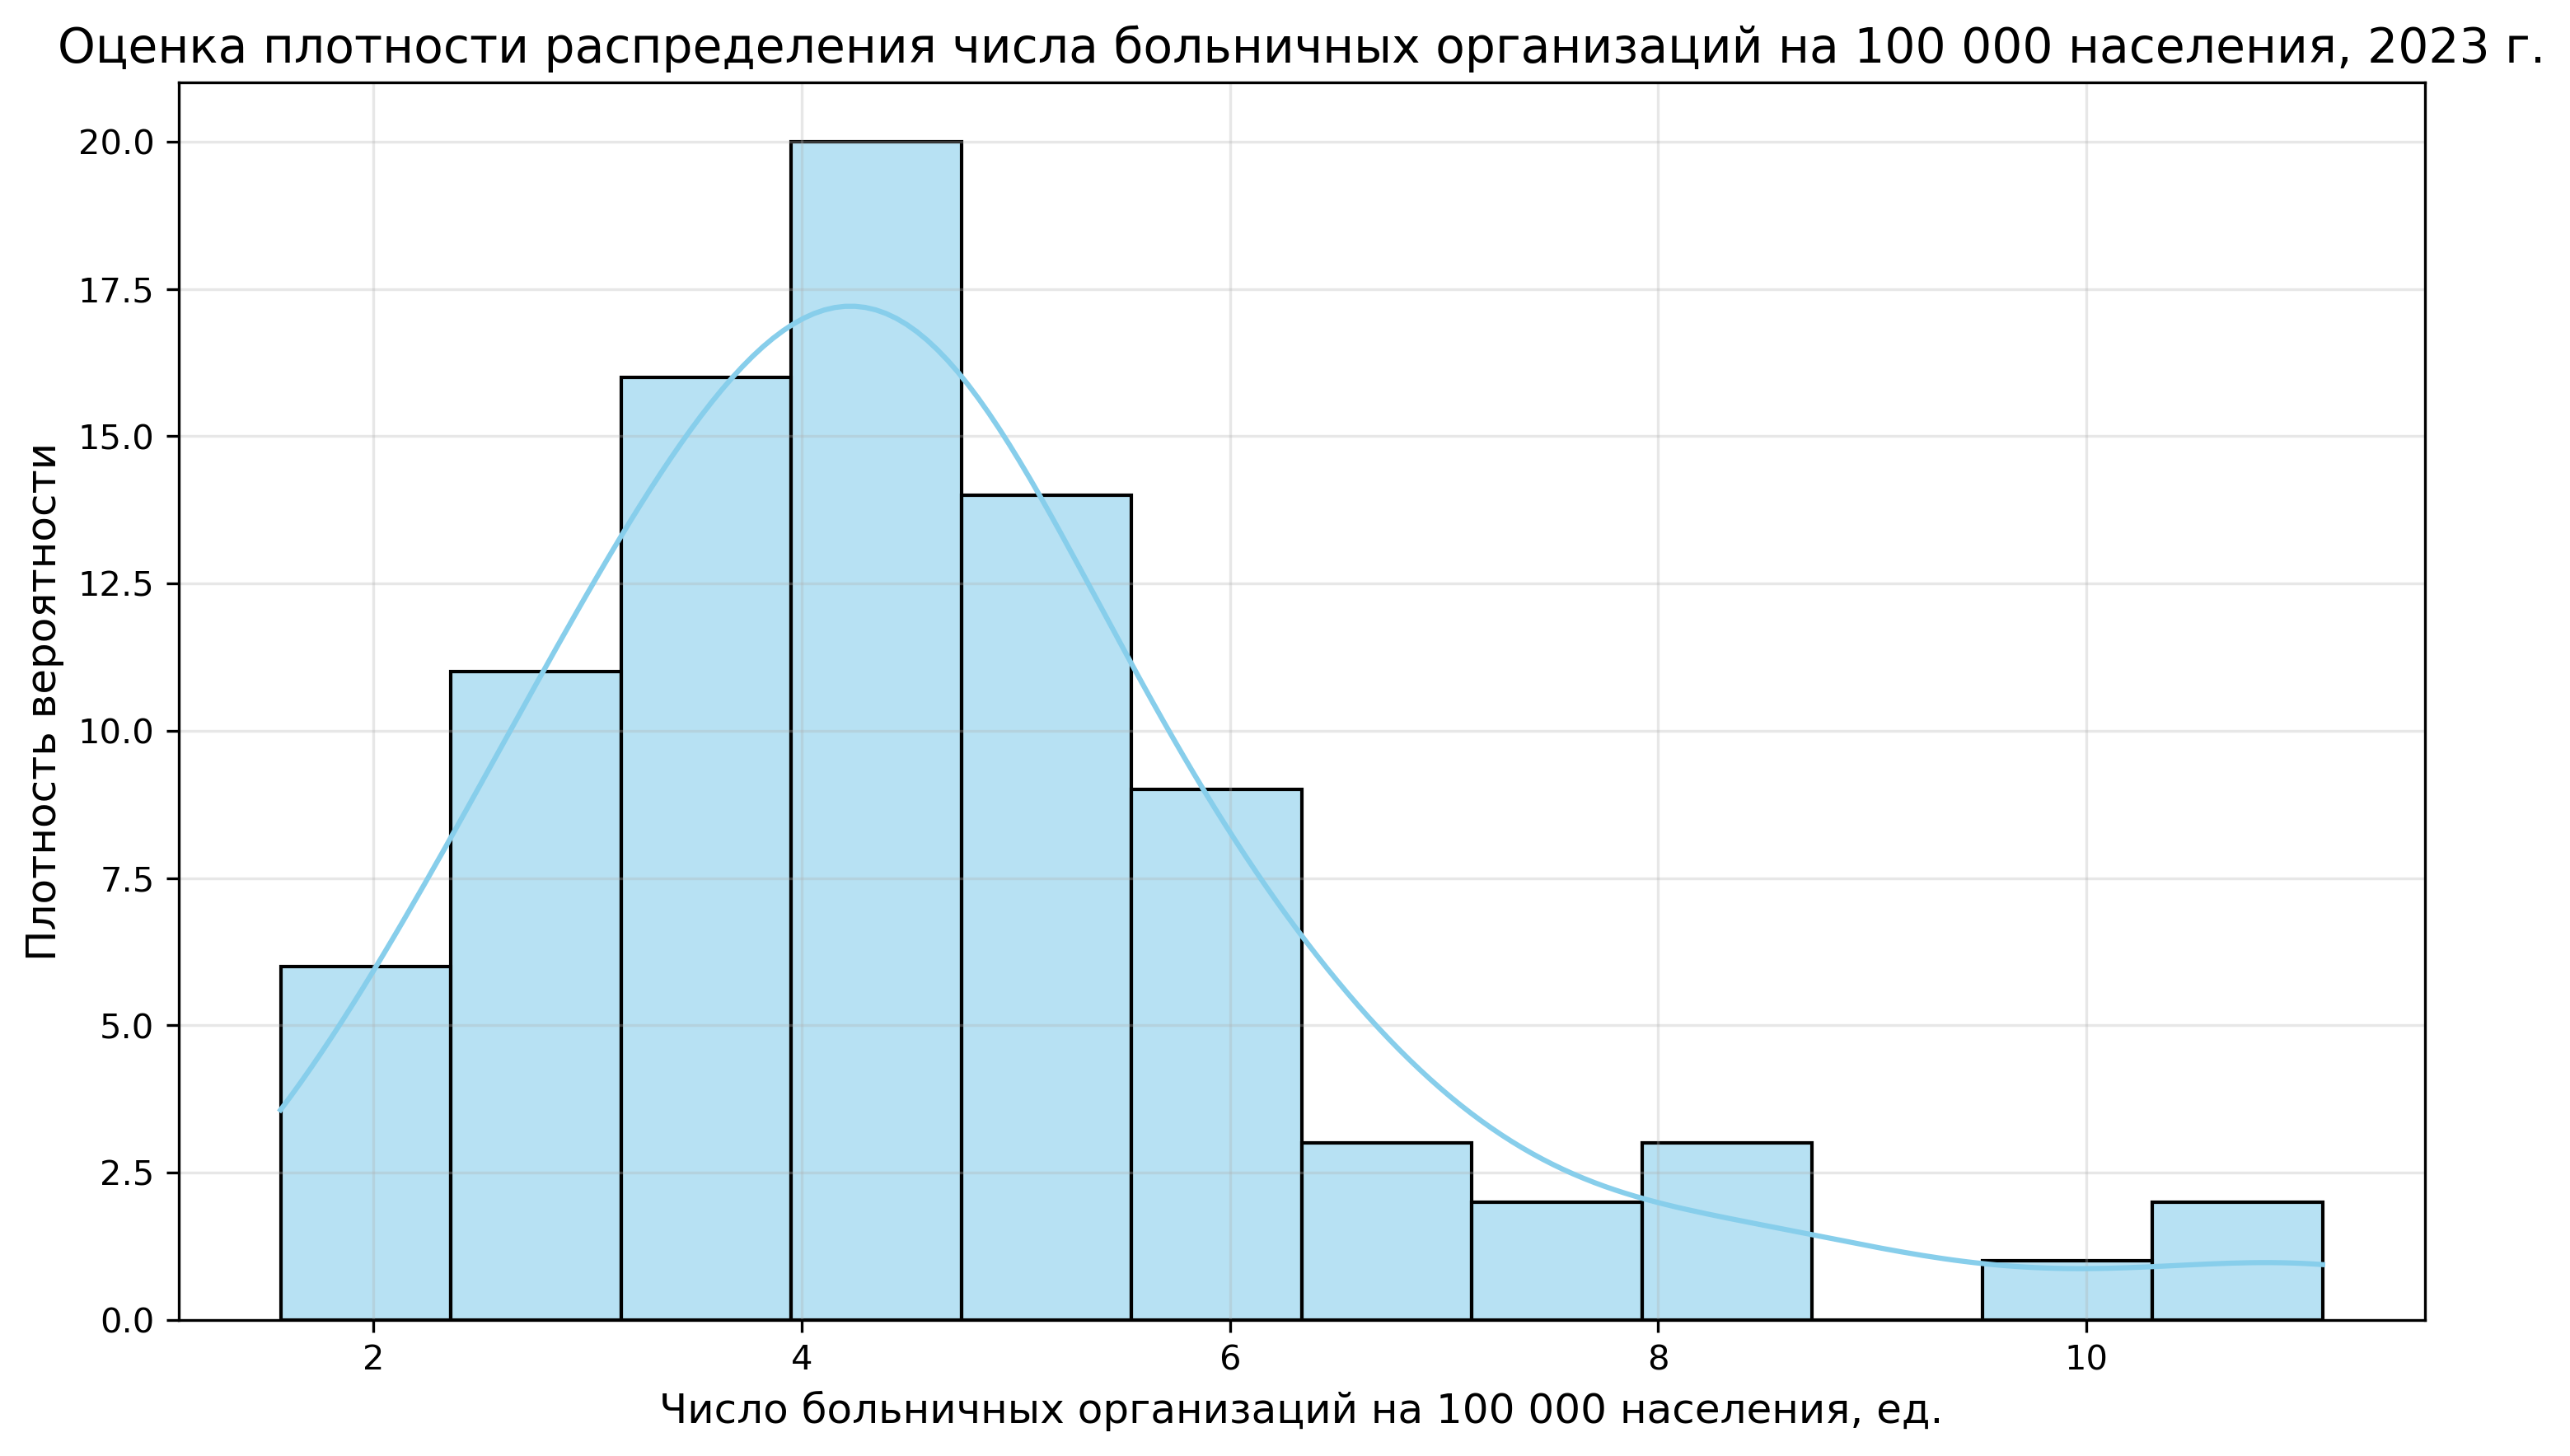 Оценка плотности распределения числа больничных организаций на 100 000 населения, 2023 г.
Плотность вероятности
20.0
17.5
15.0
12.5
10.0
7.5
5.0
2.5
0.0
2 4 6 8 10
Число больничных организаций на 100 000 населения, ед.